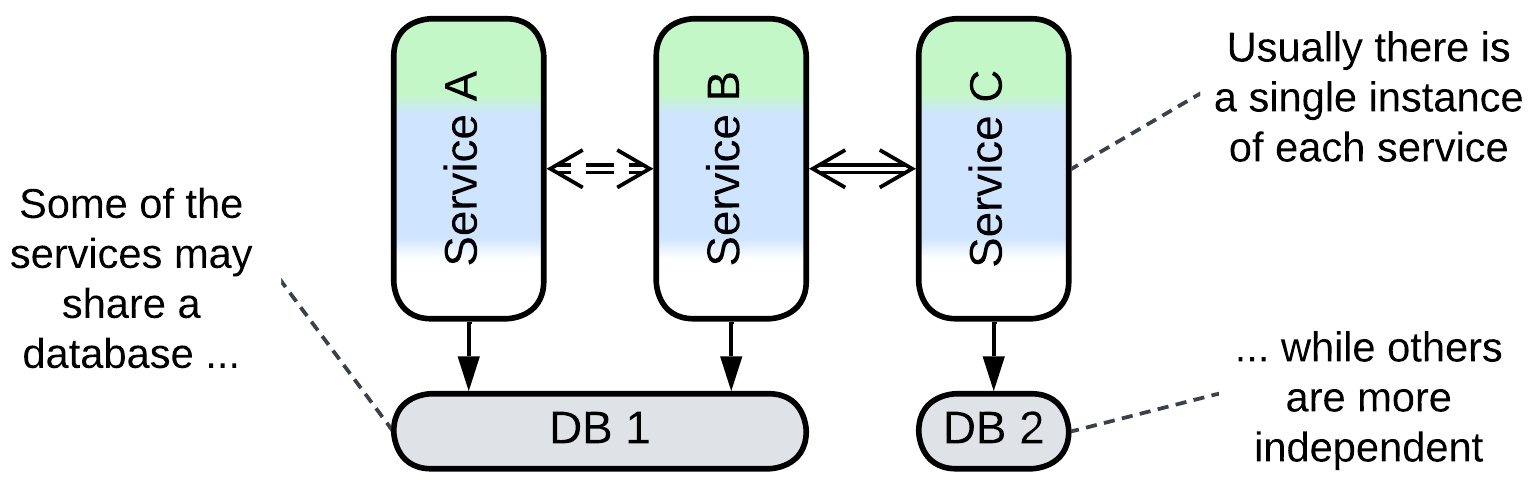 Service A
Service B
Service C
Usually there is
a single instance
of each service
Some of the
services may
share a
database ...
... while others
are more
independent
DB 1
DB 2